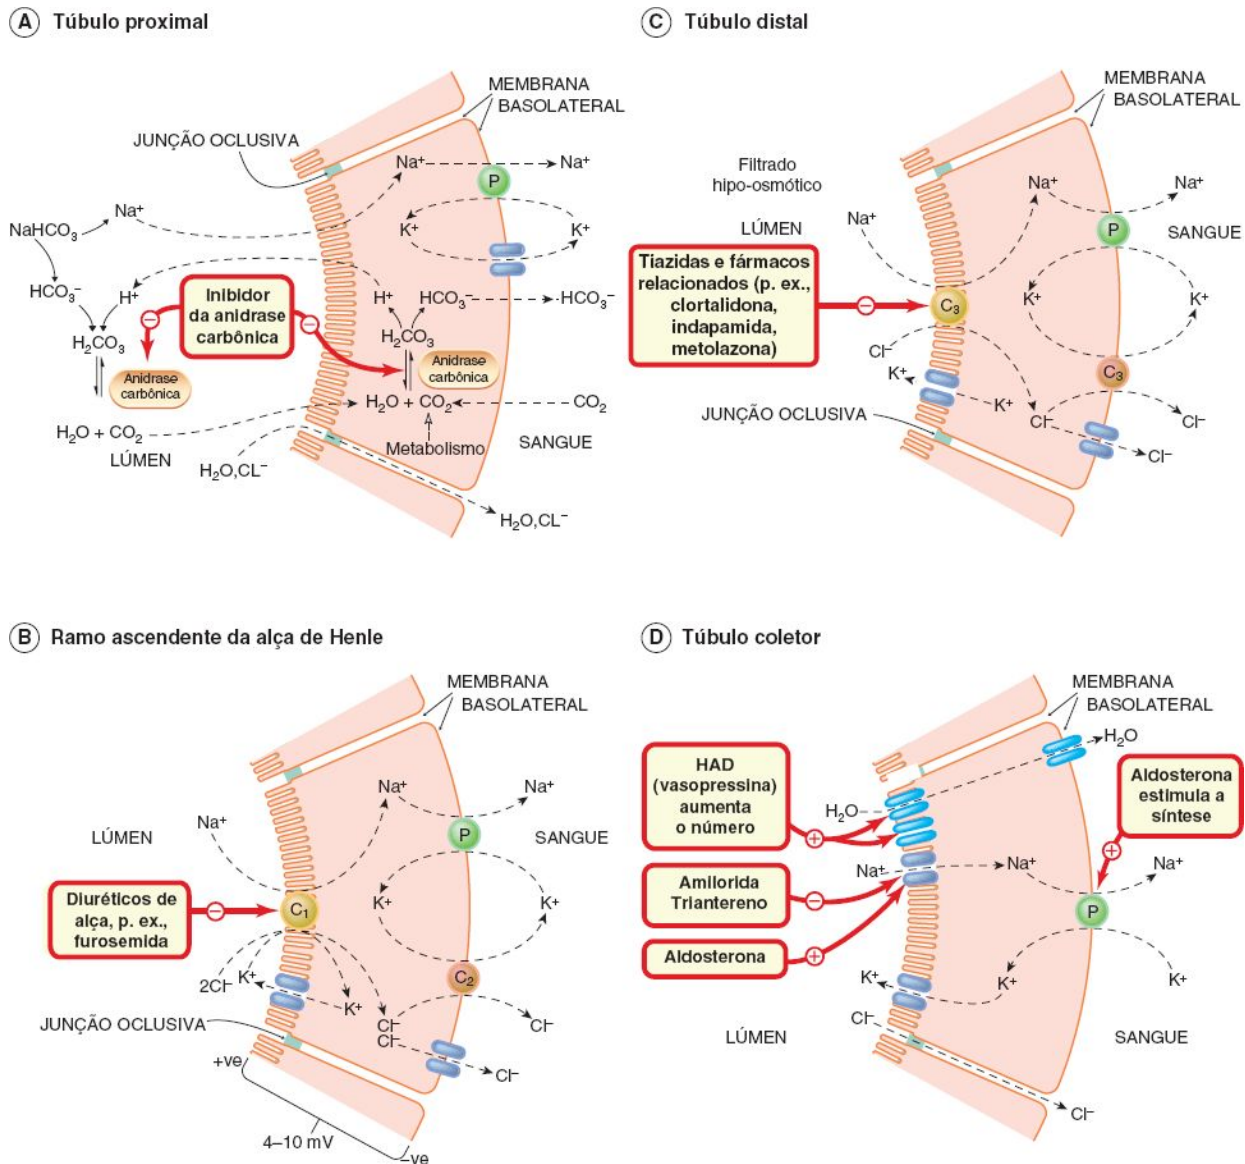 A Túbulo proximal
MEMBRANA
BASOLATERAL
JUNÇÃO OCLUSIVA
Na⁺
Na⁺
P
Na⁺
NaHCO₃
K⁺
K⁺
HCO₃⁻
H⁺
Inibidor
da anidrase
carbônica
−
−
H⁺
HCO₃⁻
HCO₃⁻
H₂CO₃
H₂CO₃
Anidrase
carbônica
Anidrase
carbônica
H₂O + CO₂
CO₂
H₂O + CO₂
LÚMEN
Metabolismo
SANGUE
H₂O,CL⁻
H₂O,CL⁻
C Túbulo distal
MEMBRANA
BASOLATERAL
Filtrado
hipo-osmótico
LÚMEN
Na⁺
Na⁺
Na⁺
P
SANGUE
Tiazidas e fármacos
relacionados (p. ex.,
clortalidona,
indapamida,
metolazona)
−
C₃
K⁺
K⁺
Cl⁻
K⁺
K⁺
C₃
JUNÇÃO OCLUSIVA
Cl⁻
Cl⁻
Cl⁻
B Ramo ascendente da alça de Henle
MEMBRANA
BASOLATERAL
LÚMEN
Na⁺
Na⁺
Na⁺
P
SANGUE
Diuréticos de
alça, p. ex.,
furosemida
−
C₁
K⁺
K⁺
2Cl⁻
K⁺
K⁺
C₂
JUNÇÃO OCLUSIVA
Cl⁻
Cl⁻
Cl⁻
Cl⁻
+ve
4–10 mV
–ve
D Túbulo coletor
MEMBRANA
BASOLATERAL
H₂O
HAD
(vasopressina)
aumenta
o número
+
H₂O
Aldosterona
estimula a
síntese
+
Amilorida
Triantereno
−
Na⁺
Na⁺
Na⁺
P
Aldosterona
+
K⁺
K⁺
K⁺
Cl⁻
LÚMEN
SANGUE
Cl⁻